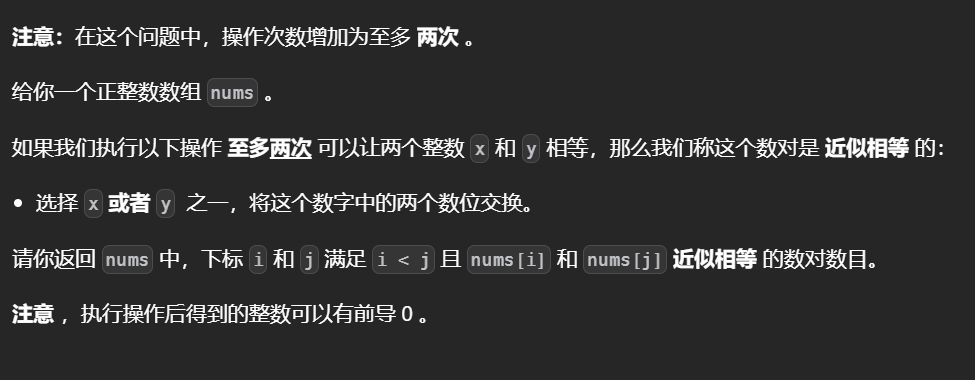 注意：在这个问题中，操作次数增加为至多 两次 。
给你一个正整数数组 nums 。
如果我们执行以下操作 至多两次 可以让两个整数 x 和 y 相等，那么我们称这个数对是 近似相等 的：
• 选择 x 或者 y 之一，将这个数字中的两个数位交换。
请你返回 nums 中，下标 i 和 j 满足 i < j 且 nums[i] 和 nums[j] 近似相等 的数对数目。
注意 ，执行操作后得到的整数可以有前导 0 。